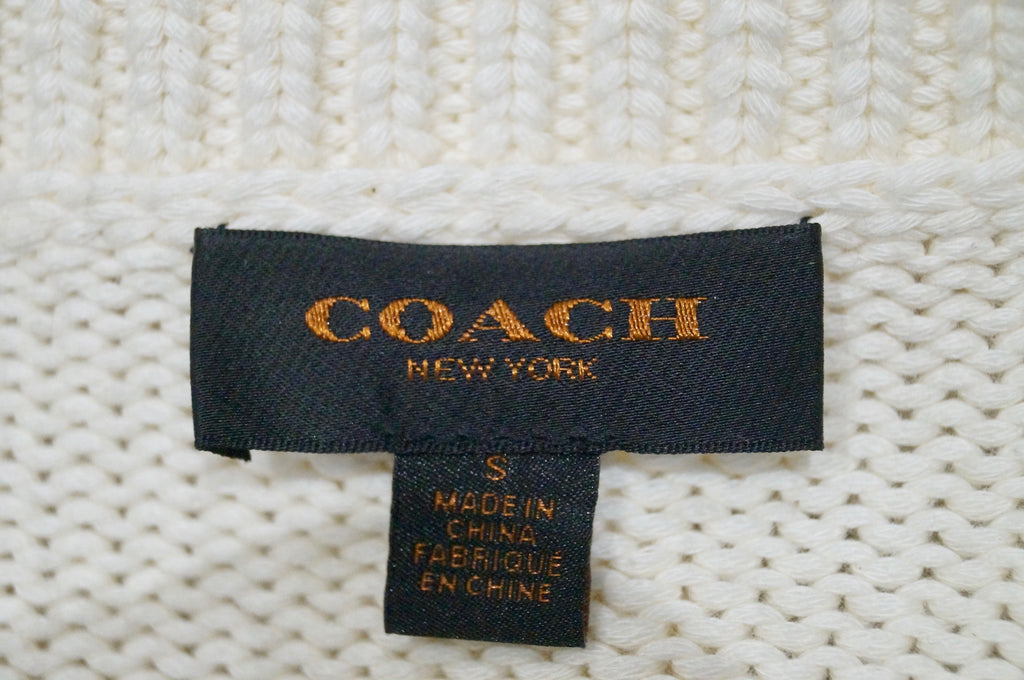 COACH
NEW YORK
S
MADE IN
CHINA
FABRIQUÉ
EN CHINE